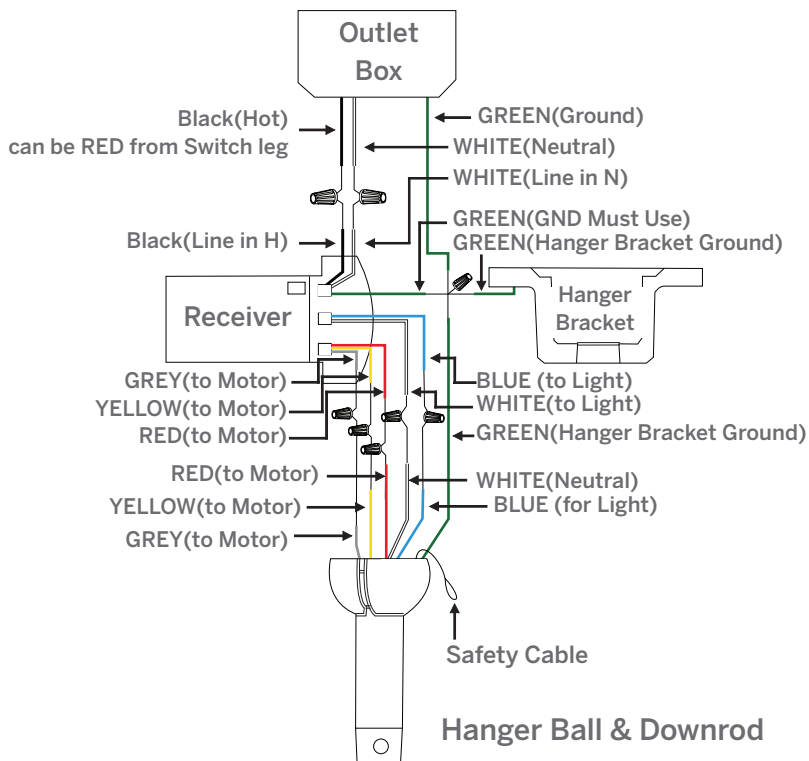 Outlet
Box
Black(Hot)
can be RED from Switch leg
GREEN(Ground)
WHITE(Neutral)
WHITE(Line in N)
Black(Line in H)
GREEN(GND Must Use)
GREEN(Hanger Bracket Ground)
Receiver
Hanger
Bracket
GREY(to Motor)
YELLOW(to Motor)
RED(to Motor)
BLUE (to Light)
WHITE(to Light)
GREEN(Hanger Bracket Ground)
RED(to Motor)
YELLOW(to Motor)
GREY(to Motor)
WHITE(Neutral)
BLUE (for Light)
Safety Cable
Hanger Ball & Downrod